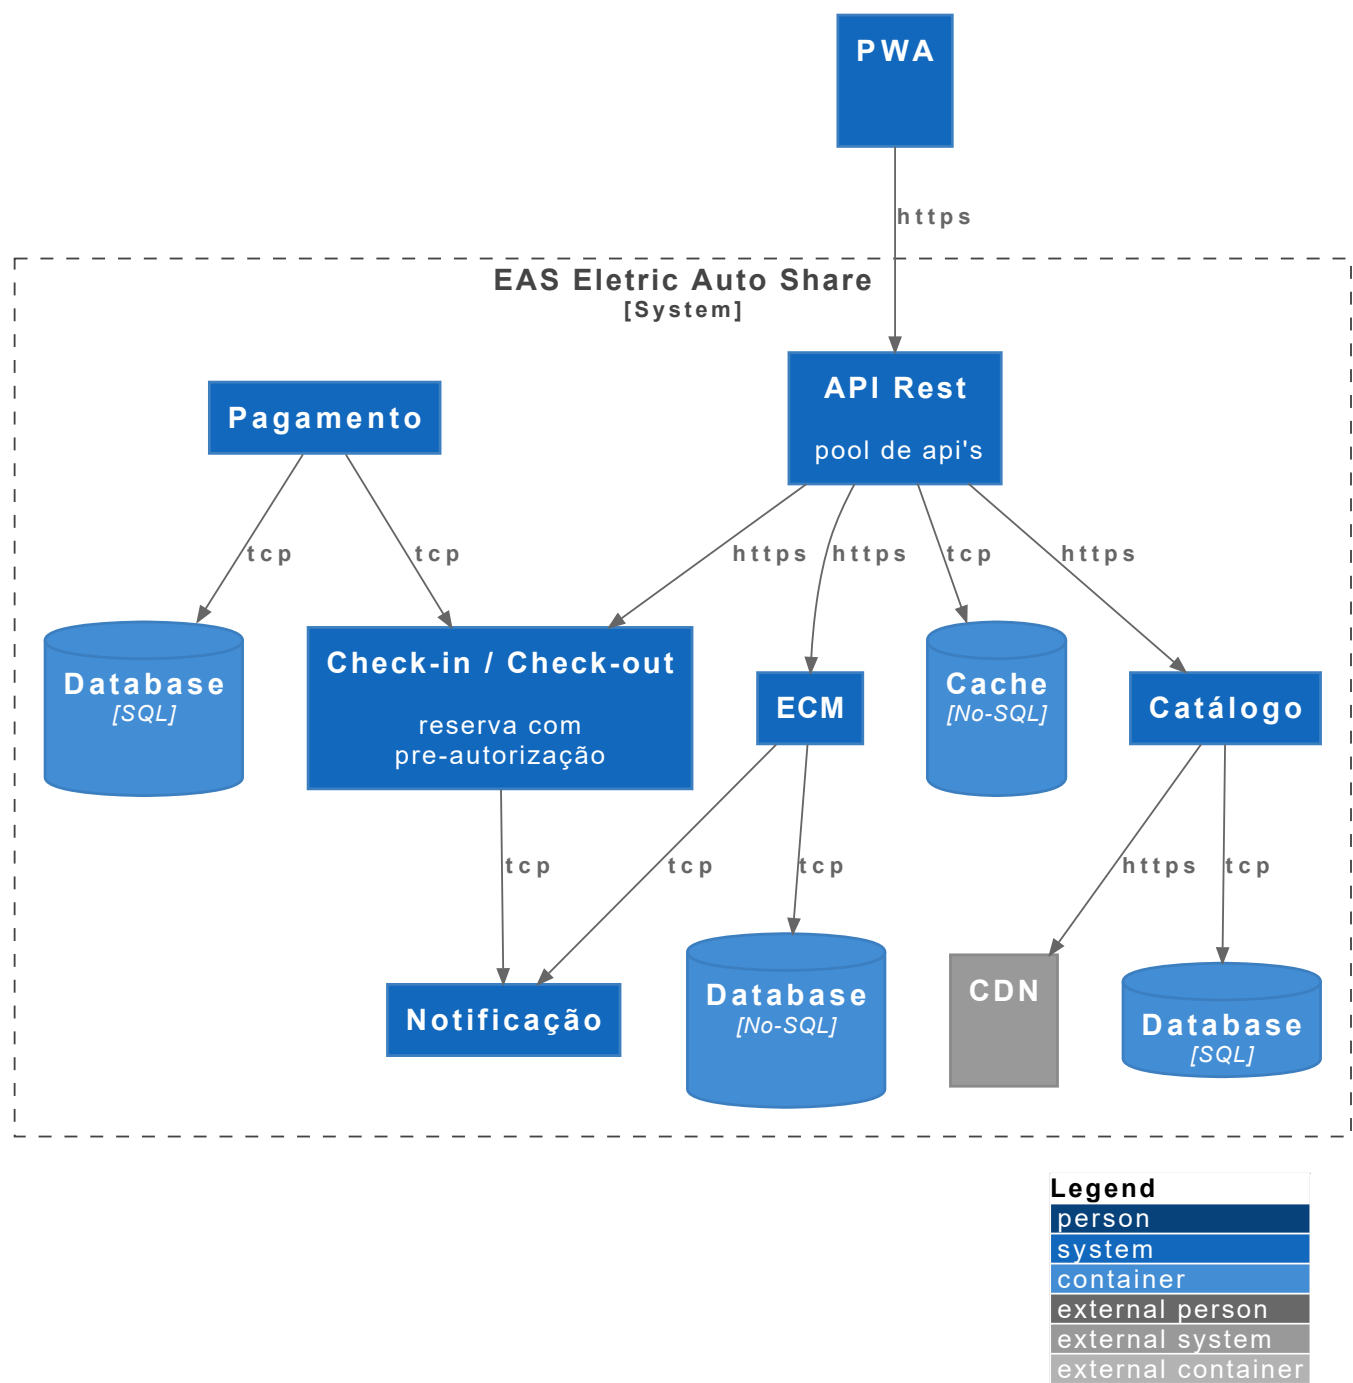 PWA
https
EAS Eletric Auto Share
[System]
API Rest
pool de api's
Pagamento
tcp
tcp
https
https
tcp
https
Database
[SQL]
Check-in / Check-out
reserva com
pre-autorização
ECM
Cache
[No-SQL]
Catálogo
tcp
tcp
tcp
https
tcp
Notificação
Database
[No-SQL]
CDN
Database
[SQL]
Legend
person
system
container
external person
external system
external container